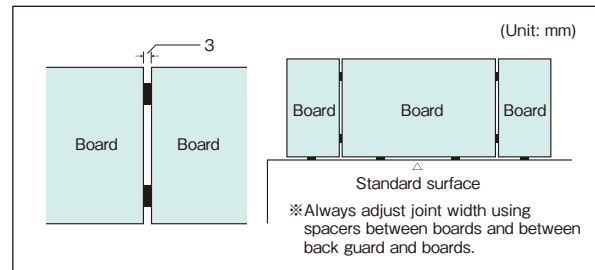 (Unit: mm)
3
Board
Board
Board
Board
Board
Standard surface
※Always adjust joint width using
spacers between boards and between
back guard and boards.